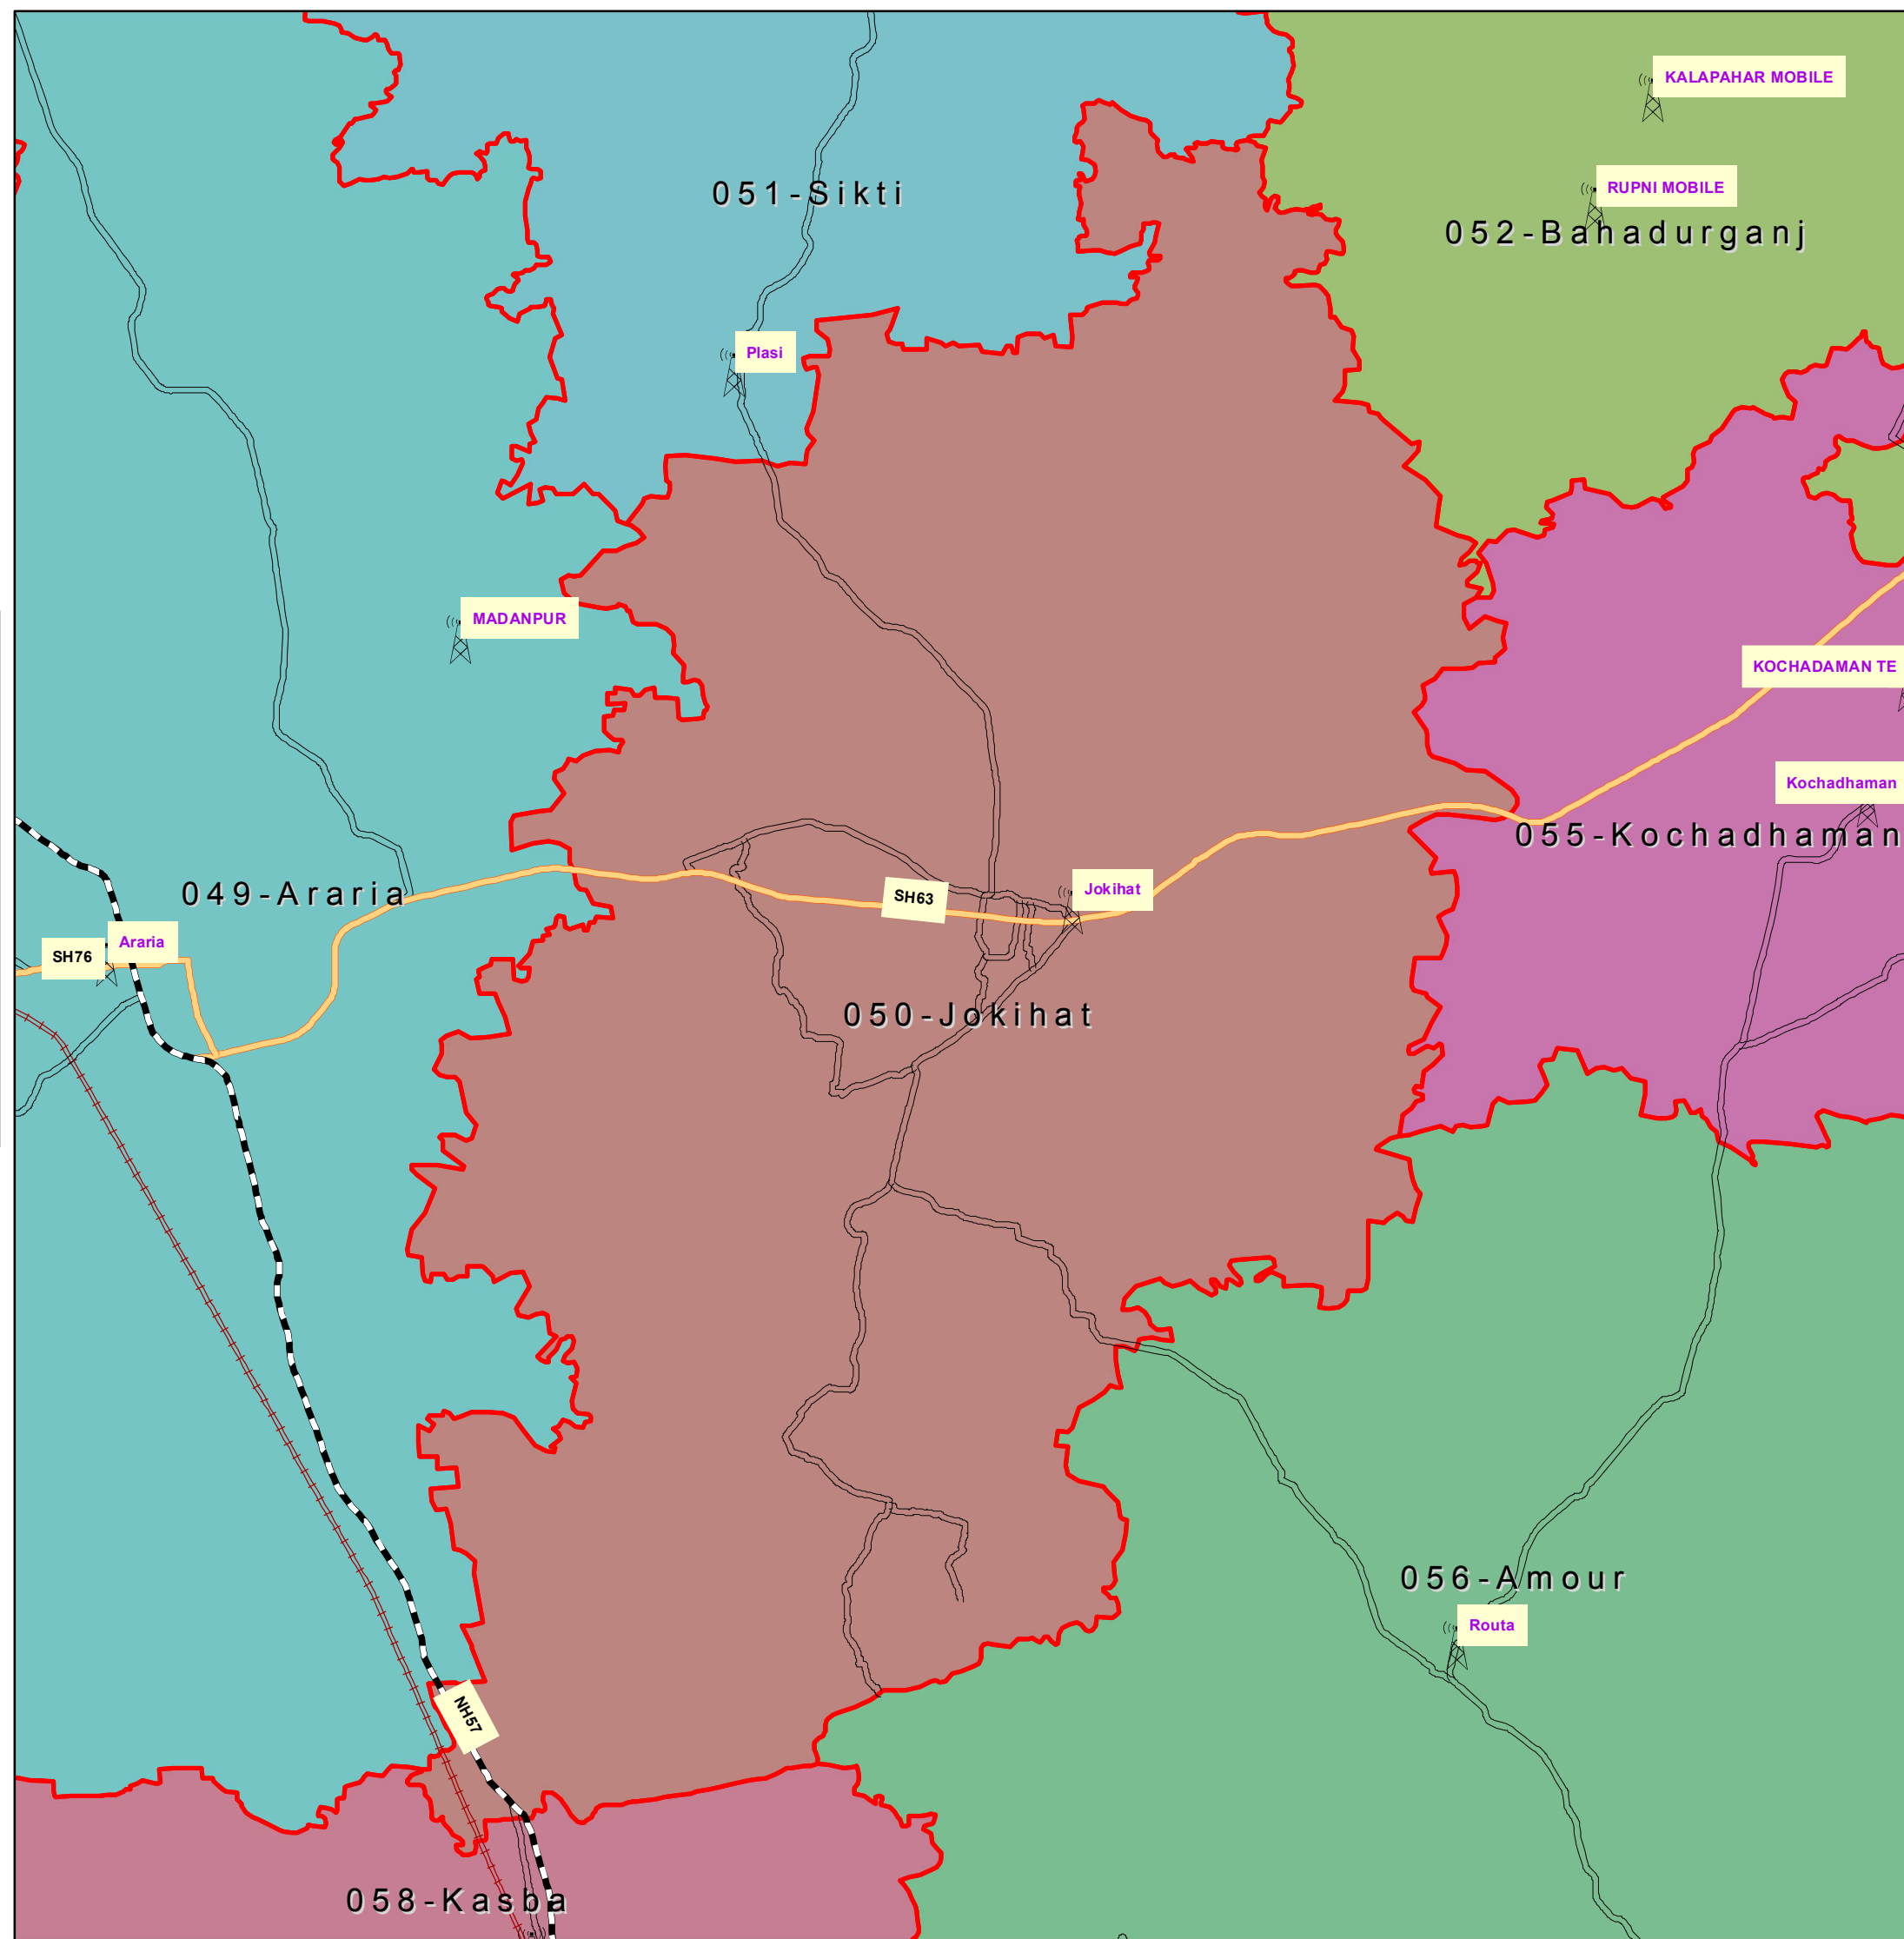 KALAPAHAR MOBILE
RUPNI MOBILE
051-Sikti
052-Bahadurganj
Plasi
MADANPUR
KOCHADAMAN TE
Kochadhaman
055-Kochadhaman
049-Araria
SH63
Jokihat
SH76
Araria
050-Jokihat
056-Amour
Routa
NH57
058-Kasba